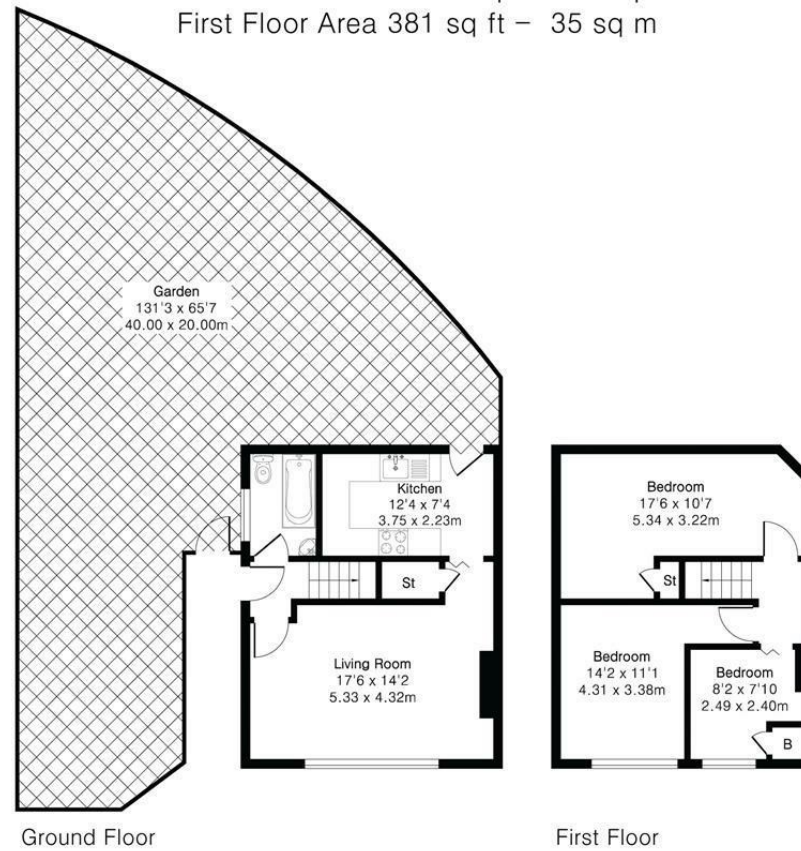 First Floor Area 381 sq ft – 35 sq m
Garden
131'3 x 65'7
40.00 x 20.00m
Kitchen
12'4 x 7'4
3.75 x 2.23m
St
Living Room
17'6 x 14'2
5.33 x 4.32m
Bedroom
17'6 x 10'7
5.34 x 3.22m
St
Bedroom
14'2 x 11'1
4.31 x 3.38m
Bedroom
8'2 x 7'10
2.49 x 2.40m
B
Ground Floor
First Floor